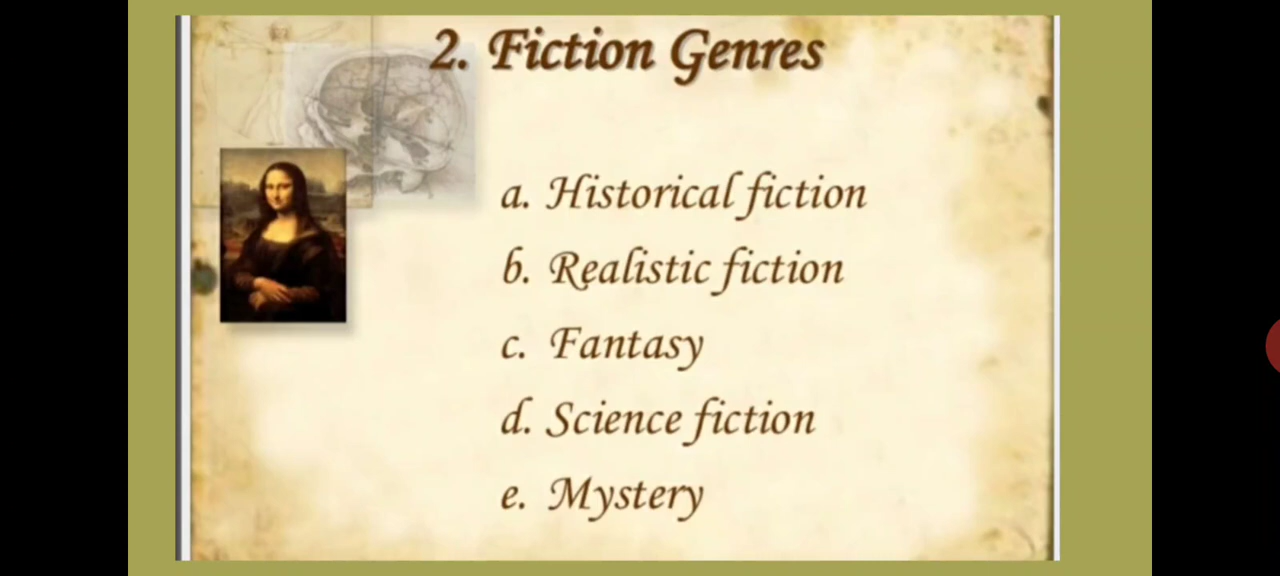 2. Fiction Genres
a. Historical fiction
b. Realistic fiction
c. Fantasy
d. Science fiction
e. Mystery